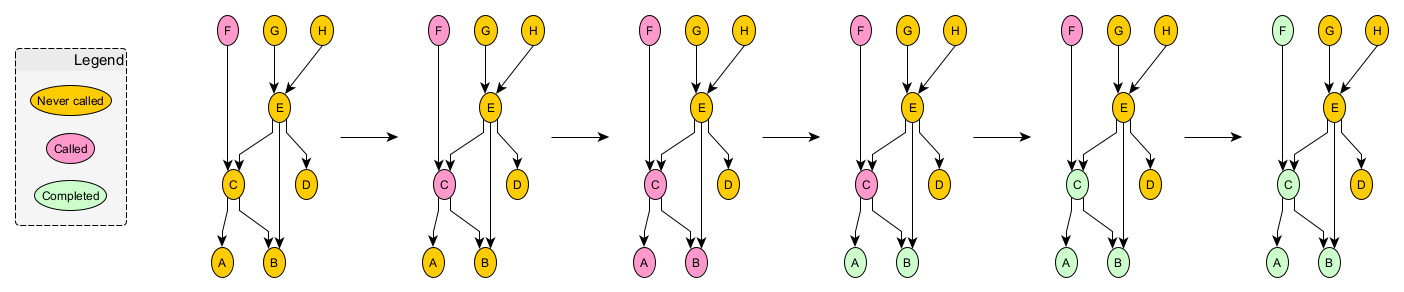 Legend
Never called
Called
Completed
F G H
E
C D
A B
F G H
E
C D
A B
F G H
E
C D
A B
F G H
E
C D
A B
F G H
E
C D
A B
F G H
E
C D
A B